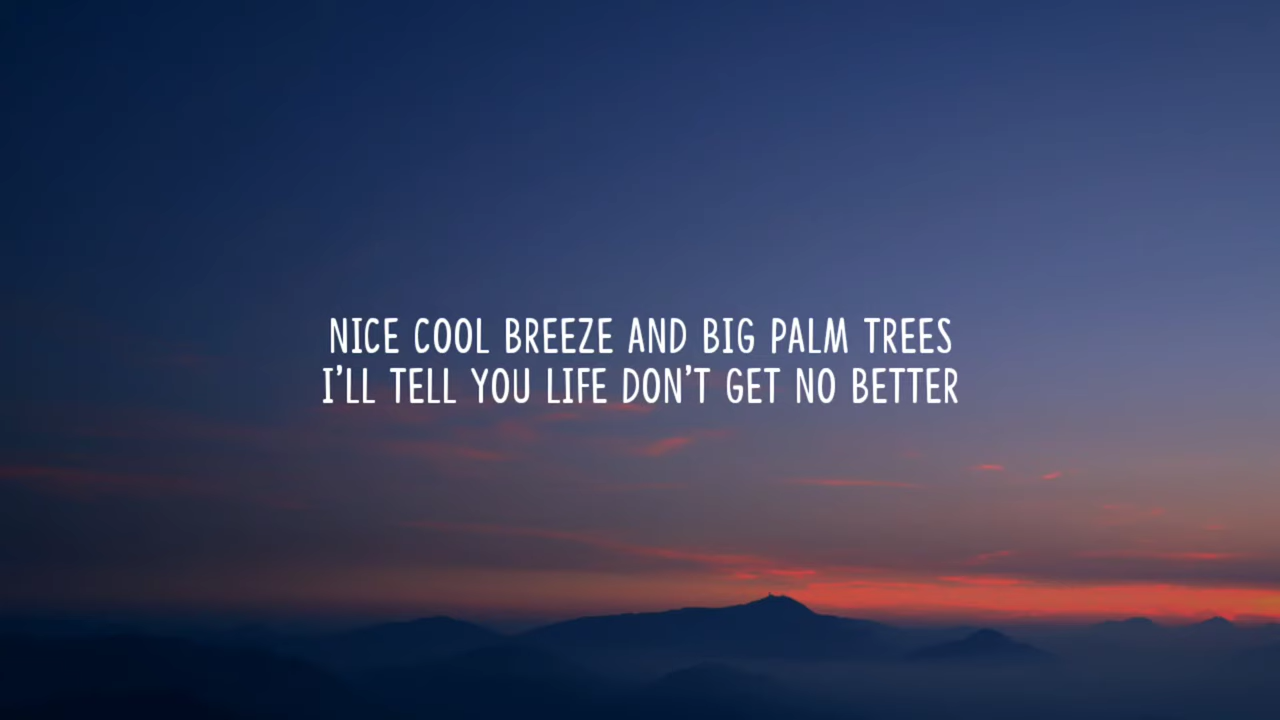 NICE COOL BREEZE AND BIG PALM TREES
I'LL TELL YOU LIFE DON'T GET NO BETTER